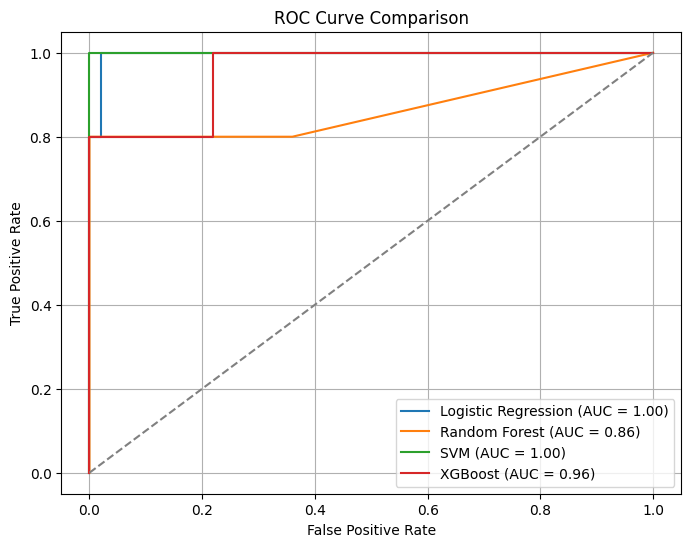 ROC Curve Comparison
True Positive Rate
1.0
0.8
0.6
0.4
0.2
0.0
Logistic Regression (AUC = 1.00)
Random Forest (AUC = 0.86)
SVM (AUC = 1.00)
XGBoost (AUC = 0.96)
0.0 0.2 0.4 0.6 0.8 1.0
False Positive Rate